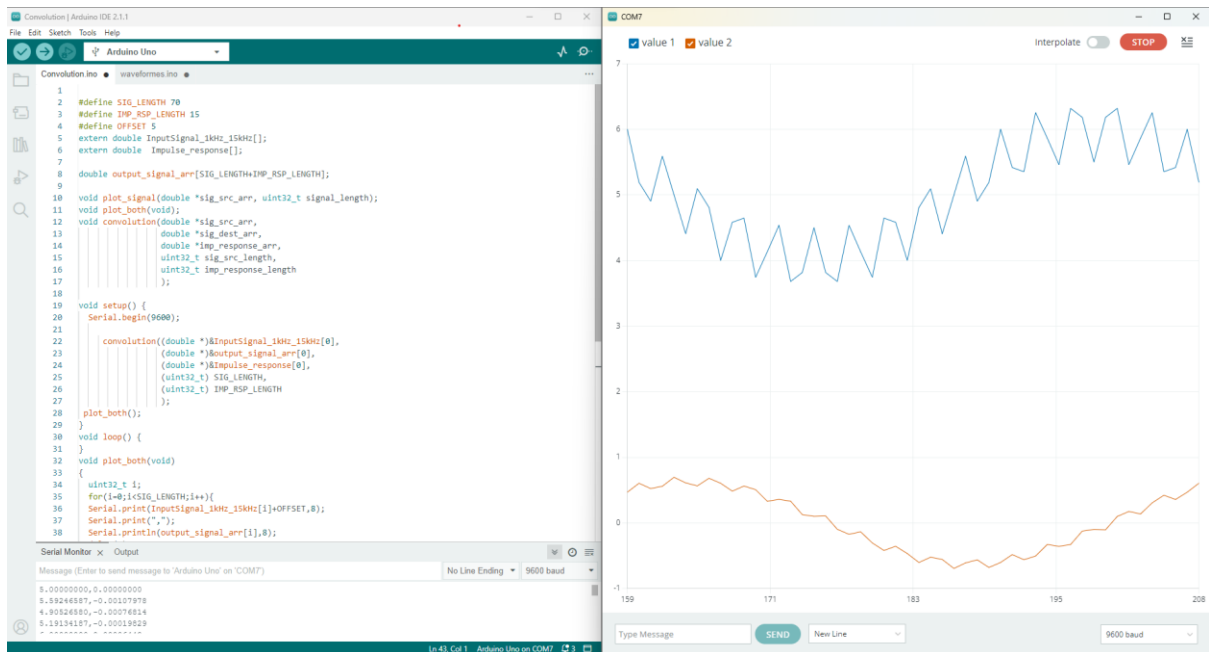 Convolution | Arduino IDE 2.1.1
File Edit Sketch Tools Help
Arduino Uno
Convolution.ino
waveformes.ino
1
2 #define SIG_LENGTH 70
3 #define IMP_RSP_LENGTH 15
4 #define OFFSET 5
5 extern double InputSignal_1kHz_15kHz[];
6 extern double  Impulse_response[];
7
8 double output_signal_arr[SIG_LENGTH+IMP_RSP_LENGTH];
9
10 void plot_signal(double *sig_src_arr, uint32_t signal_length);
11 void plot_both(void);
12 void convolution(double *sig_src_arr,
13 double *sig_dest_arr,
14 double *imp_response_arr,
15 uint32_t sig_src_length,
16 uint32_t imp_response_length
17 );
18
19 void setup() {
20 Serial.begin(9600);
21
22 convolution((double *)&InputSignal_1kHz_15kHz[0],
23 (double *)&output_signal_arr[0],
24 (double *)&Impulse_response[0],
25 (uint32_t) SIG_LENGTH,
26 (uint32_t) IMP_RSP_LENGTH
27 );
28 plot_both();
29 }
30 void loop() {
31 }
32 void plot_both(void)
33 {
34 uint32_t i;
35 for(i=0;i<SIG_LENGTH;i++){
36 Serial.print(InputSignal_1kHz_15kHz[i]+OFFSET,8);
37 Serial.print(",");
38 Serial.println(output_signal_arr[i],8);
Serial Monitor
Output
Message (Enter to send message to 'Arduino Uno' on 'COM7')
No Line Ending
9600 baud
5.00000000,0.00000000
5.59246587,-0.00107978
4.90526580,-0.00076814
5.19134187,-0.00019829
Ln 43, Col 1 Arduino Uno on COM7 3
COM7
value 1
value 2
Interpolate
STOP
7
6
5
4
3
2
1
0
-1
159
171
183
195
208
Type Message
SEND
New Line
9600 baud